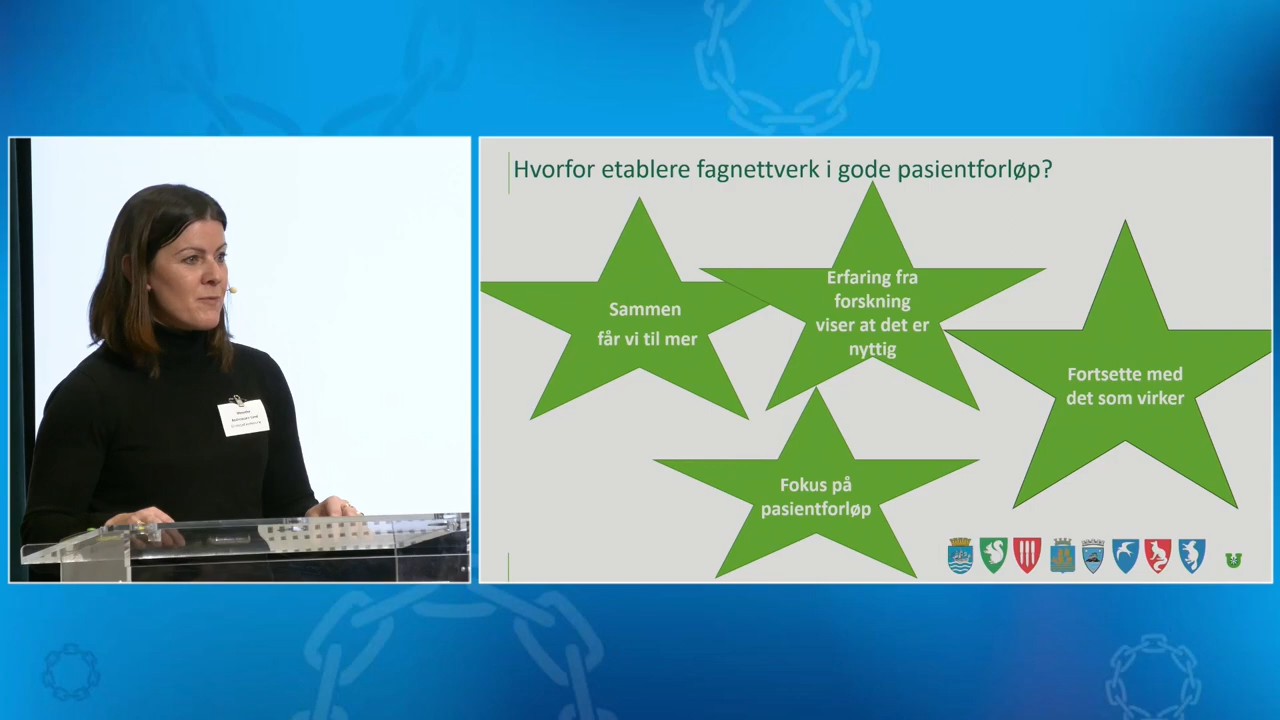 Hvorfor etablere fagnettverk i gode pasientforløp?
Sammen
får vi til mer
Erfaring fra
forskning
viser at det er
nyttig
Fortsette med
det som virker
Fokus på
pasientforløp